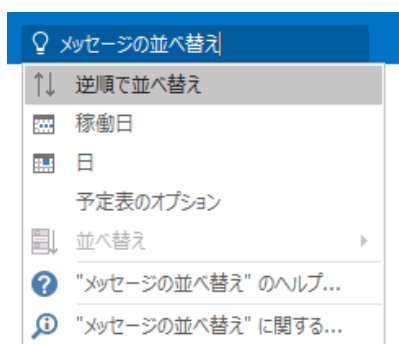 メッセージの並べ替え
逆順で並べ替え
稼働日
日
予定表のオプション
並べ替え
"メッセージの並べ替え" のヘルプ...
"メッセージの並べ替え" に関する...